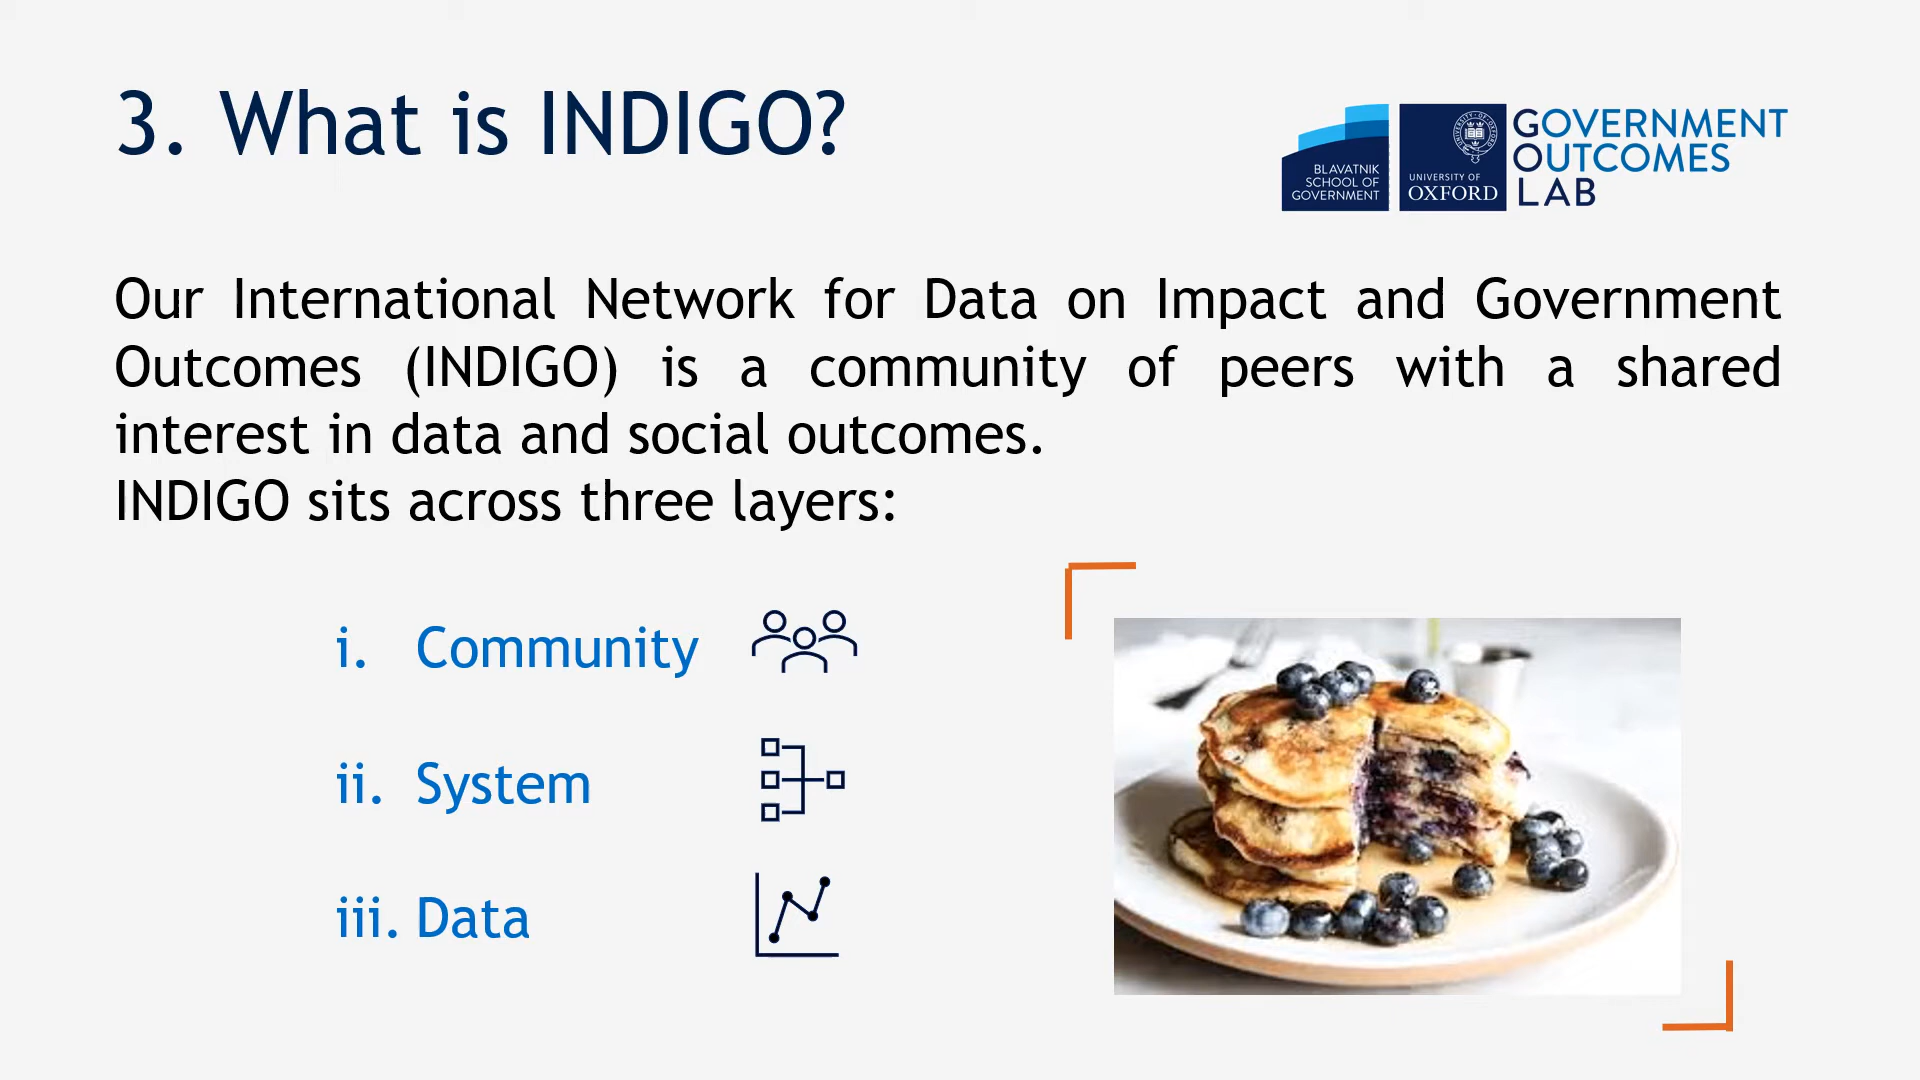 3. What is INDIGO?
BLAVATNIK
SCHOOL OF
GOVERNMENT
UNIVERSITY OF
OXFORD
GOVERNMENT
OUTCOMES
LAB
Our International Network for Data on Impact and Government
Outcomes (INDIGO) is a community of peers with a shared
interest in data and social outcomes.
INDIGO sits across three layers:
i. Community
ii. System
iii. Data